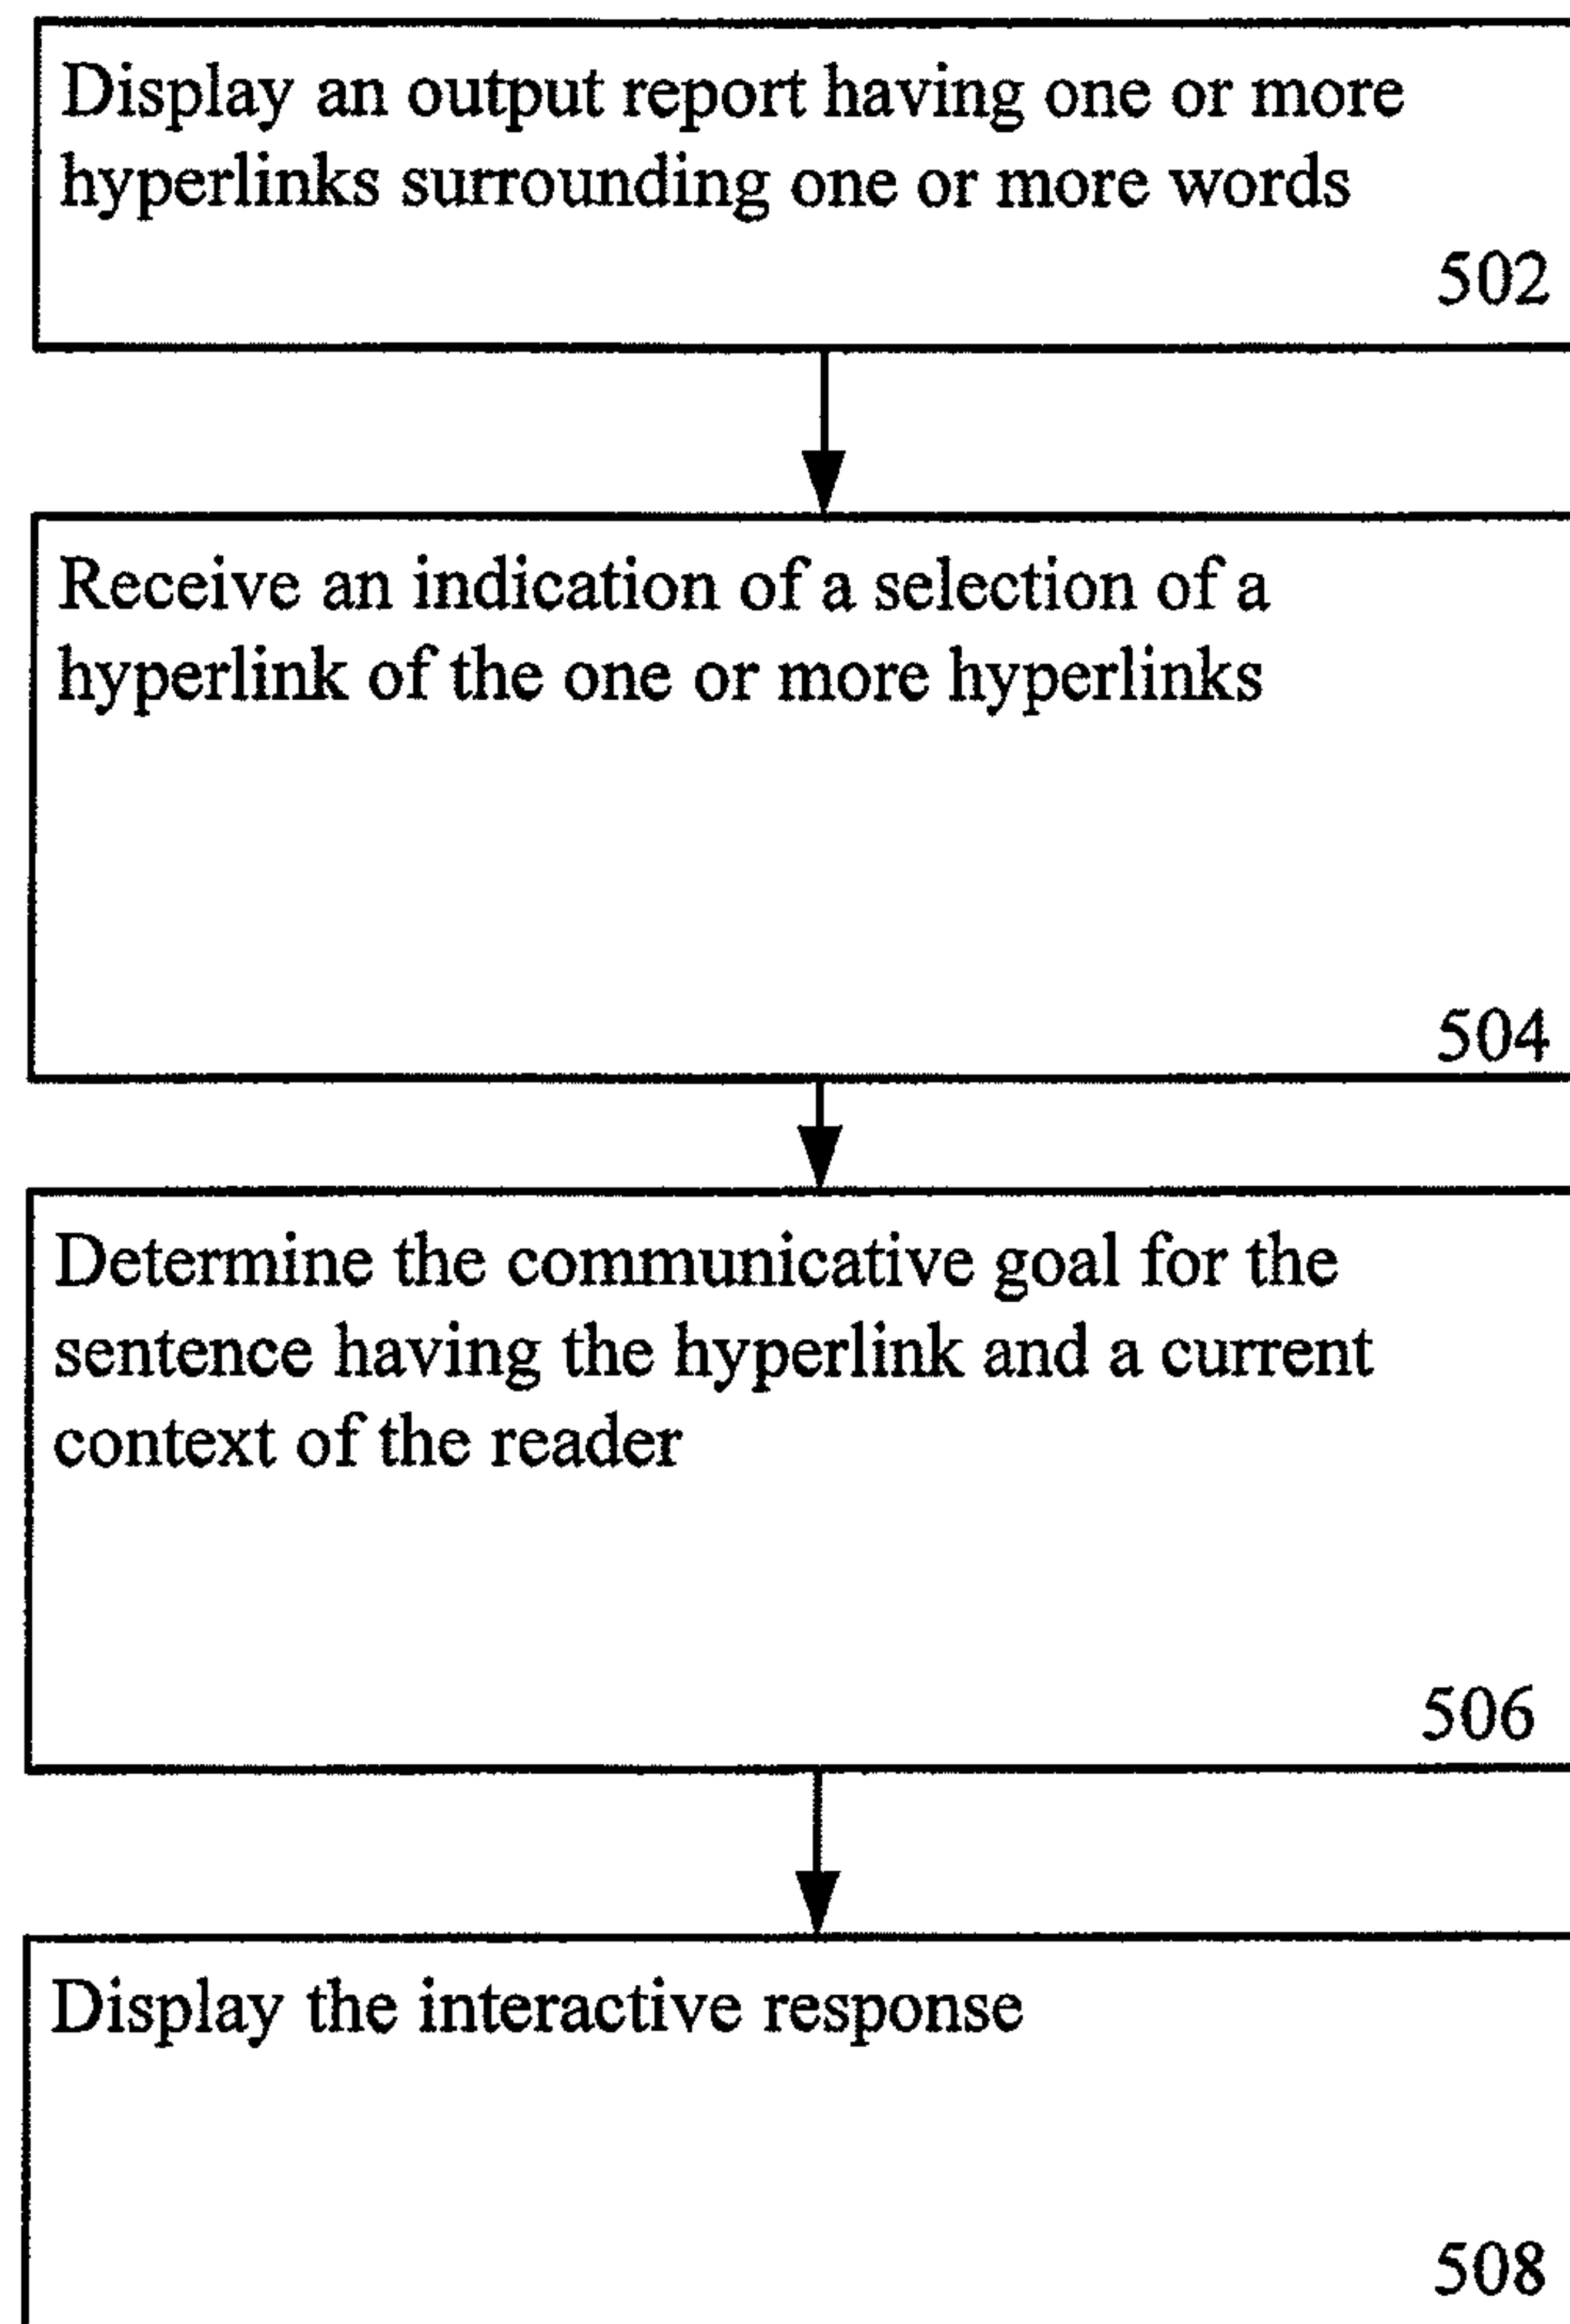 Display an output report having one or more
hyperlinks surrounding one or more words
502
Receive an indication of a selection of a
hyperlink of the one or more hyperlinks
504
Determine the communicative goal for the
sentence having the hyperlink and a current
context of the reader
506
Display the interactive response
508